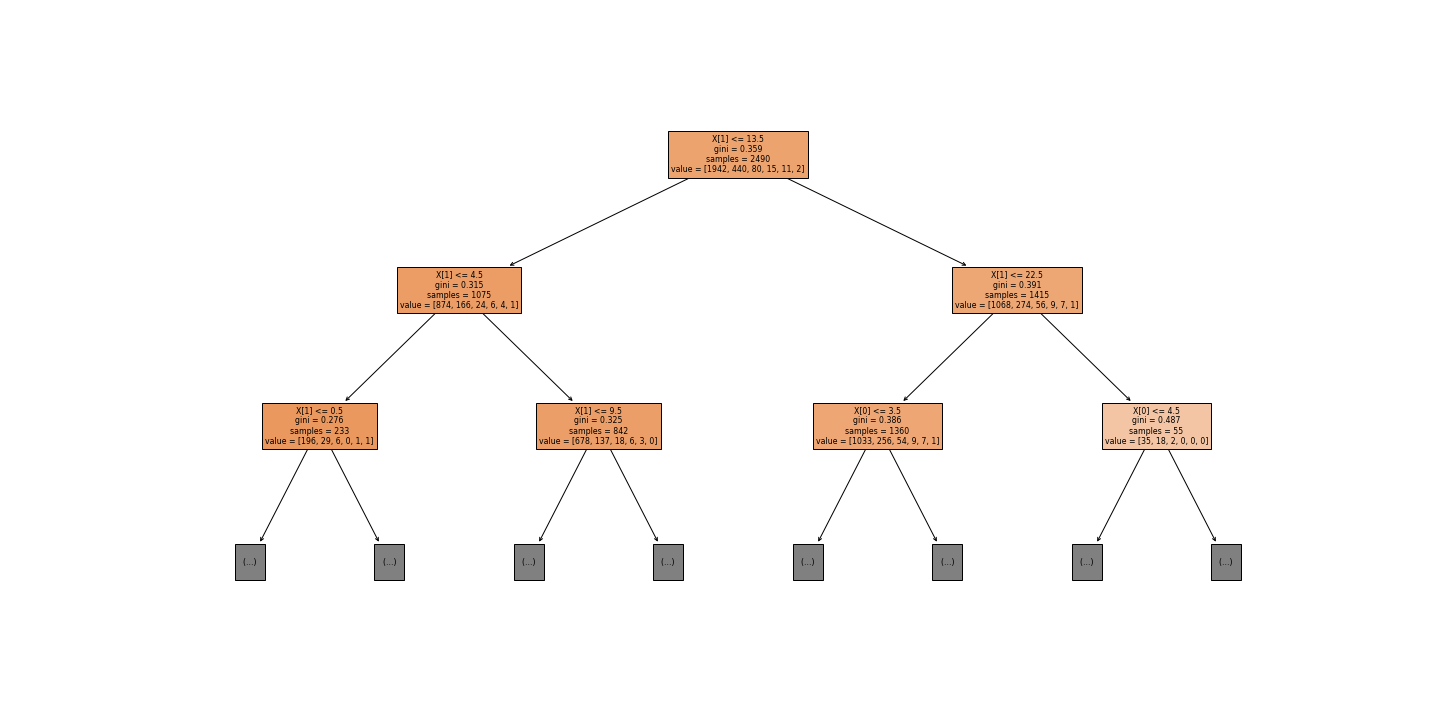 X[1] <= 13.5
gini = 0.359
samples = 2490
value = [1942, 440, 80, 15, 11, 2]
X[1] <= 4.5
gini = 0.315
samples = 1075
value = [874, 166, 24, 6, 4, 1]
X[1] <= 22.5
gini = 0.391
samples = 1415
value = [1068, 274, 56, 9, 7, 1]
X[1] <= 0.5
gini = 0.276
samples = 233
value = [196, 29, 6, 0, 1, 1]
X[1] <= 9.5
gini = 0.325
samples = 842
value = [678, 137, 18, 6, 3, 0]
X[0] <= 3.5
gini = 0.386
samples = 1360
value = [1033, 256, 54, 9, 7, 1]
X[0] <= 4.5
gini = 0.487
samples = 55
value = [35, 18, 2, 0, 0, 0]
(...)
(...)
(...)
(...)
(...)
(...)
(...)
(...)